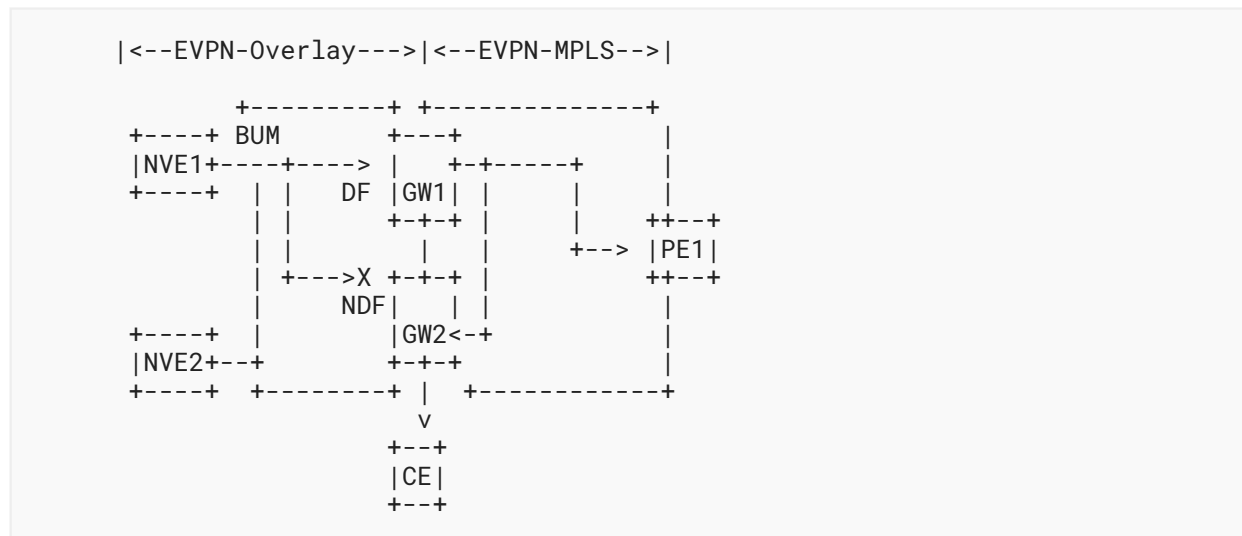 |<--EVPN-Overlay--->|<--EVPN-MPLS-->|
BUM
|NVE1+----+----> | +-+-----+ |
DF |GW1| | | |
+--> |PE1|
+--->X
NDF| | |
|GW2<-+
|NVE2+--+
v
|CE|